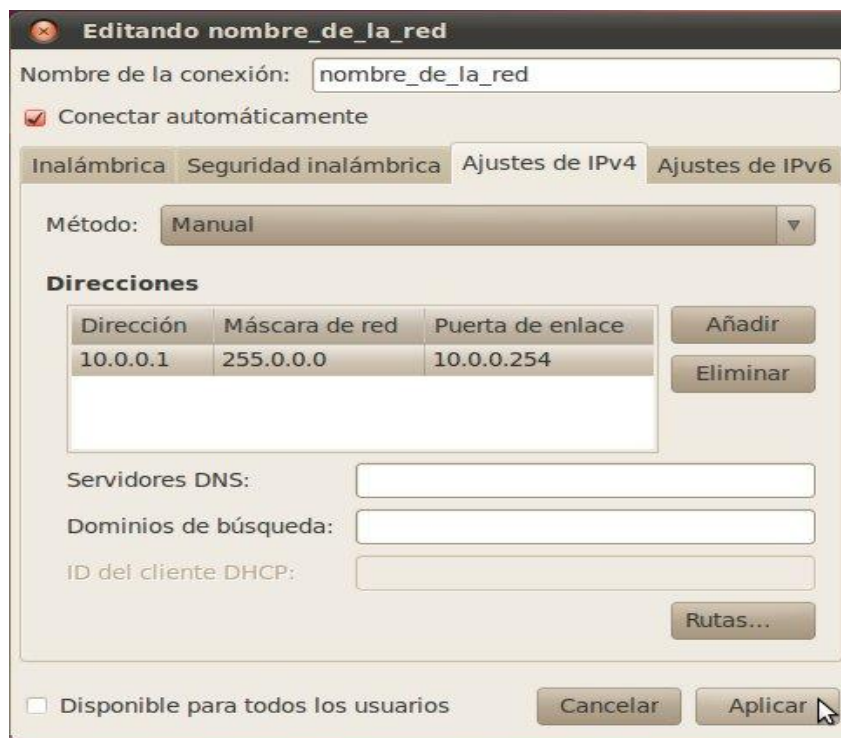 Editando nombre_de_la_red
Nombre de la conexión: nombre_de_la_red
Conectar automáticamente
Inalámbrica Seguridad inalámbrica Ajustes de IPv4 Ajustes de IPv6
Método: Manual
Direcciones
Dirección Máscara de red Puerta de enlace Añadir
10.0.0.1 255.0.0.0 10.0.0.254
Eliminar
Servidores DNS:
Dominios de búsqueda:
ID del cliente DHCP:
Rutas...
Disponible para todos los usuarios Cancelar Aplicar